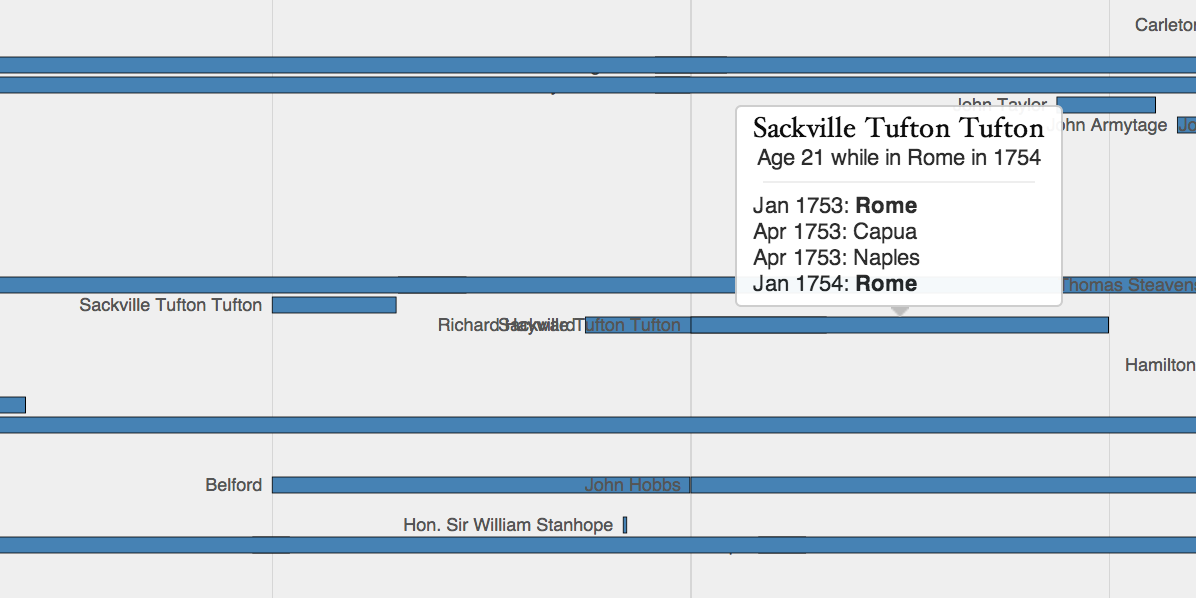 Carleton
John Taylor
John Armytage
Jo
Sackville Tufton Tufton
Age 21 while in Rome in 1754
Jan 1753: Rome
Apr 1753: Capua
Apr 1753: Naples
Jan 1754: Rome
Thomas Steavens
Sackville Tufton Tufton
Richard Hayward
Sackville Tufton Tufton
Hamilton
Belford
John Hobbs
Hon. Sir William Stanhope